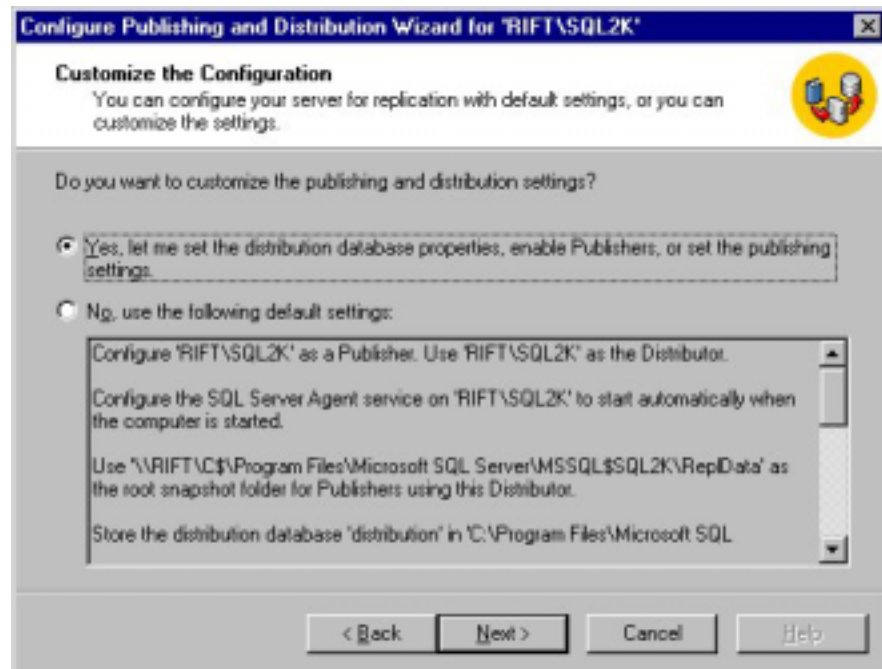 Configure Publishing and Distribution Wizard for 'RIFT\SQL2K'
Customize the Configuration
You can configure your server for replication with default settings, or you can
customize the settings.
Do you want to customize the publishing and distribution settings?
Yes, let me set the distribution database properties, enable Publishers, or set the publishing
settings.
No, use the following default settings:
Configure 'RIFT\SQL2K' as a Publisher. Use 'RIFT\SQL2K' as the Distributor.
Configure the SQL Server Agent service on 'RIFT\SQL2K' to start automatically when
the computer is started.
Use '\\RIFT\C$\Program Files\Microsoft SQL Server\MSSQL$SQL2K\ReplData' as
the root snapshot folder for Publishers using this Distributor.
Store the distribution database 'distribution' in 'C:\Program Files\Microsoft SQL
< Back
Next >
Cancel
Help